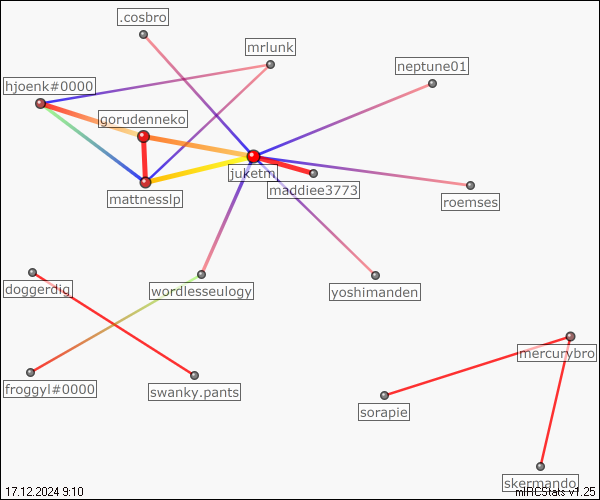 .cosbro
mrlunk
neptune01
hjoenk#0000
gorudenneko
juketm
maddiee3773
mattnesslp
roemses
doggerdig
wordlesseulogy
yoshimanden
mercurybro
froggyl#0000
swanky.pants
sorapie
skermando
17.12.2024 9:10
mIRCStats v1.25